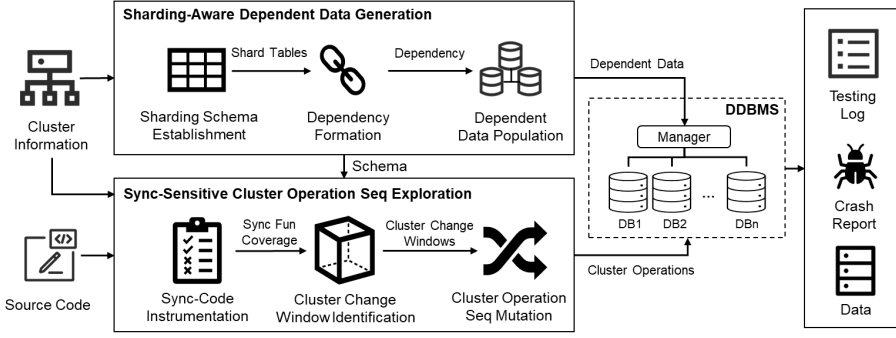 Sharding-Aware Dependent Data Generation
Shard Tables
Dependency
Sharding Schema
Establishment
Dependency
Formation
Dependent
Data Population
Cluster
Information
Schema
Sync-Sensitive Cluster Operation Seq Exploration
Sync Fun
Coverage
Cluster Change
Windows
Sync-Code
Instrumentation
Cluster Change
Window Identification
Cluster Operation
Seq Mutation
</>
Source Code
Dependent Data
DDBMS
Manager
...
DB1
DB2
DBn
Cluster Operations
Testing
Log
Crash
Report
Data